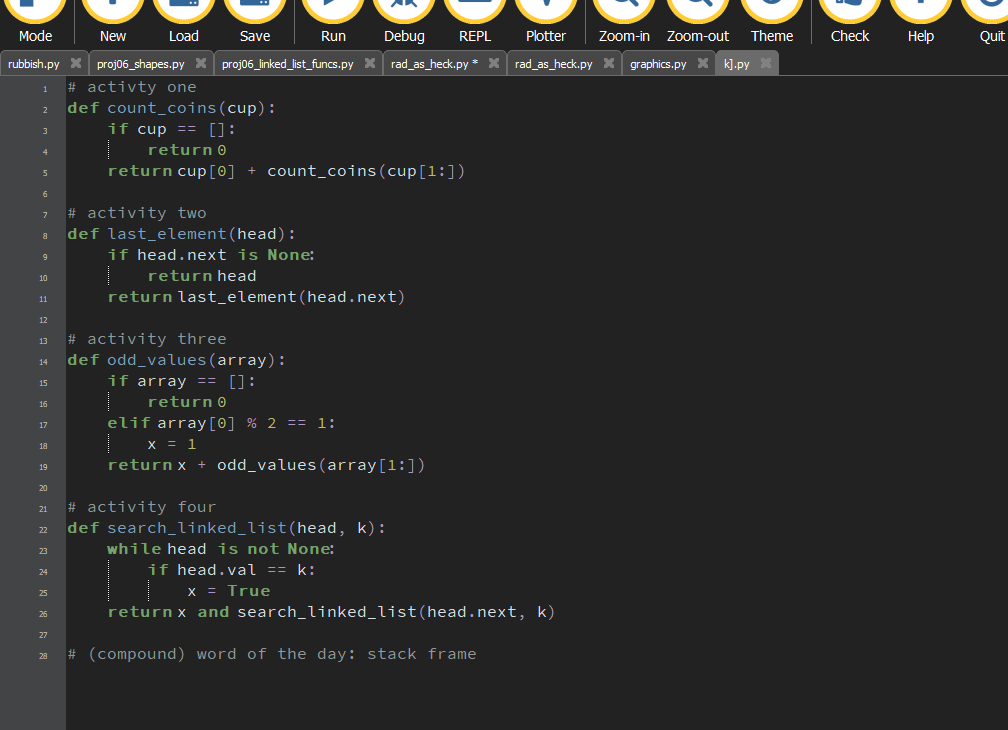 Mode New Load Save Run Debug REPL Plotter Zoom-in Zoom-out Theme Check Help Quit
rubbish.py proj06_shapes.py proj06_linked_list_funcs.py rad_as_heck.py * rad_as_heck.py graphics.py k].py
1 # activty one
2 def count_coins(cup):
3     if cup == []:
4         return 0
5     return cup[0] + count_coins(cup[1:])
6
7 # activity two
8 def last_element(head):
9     if head.next is None:
10         return head
11     return last_element(head.next)
12
13 # activity three
14 def odd_values(array):
15     if array == []:
16         return 0
17     elif array[0] % 2 == 1:
18         x = 1
19     return x + odd_values(array[1:])
20
21 # activity four
22 def search_linked_list(head, k):
23     while head is not None:
24         if head.val == k:
25             x = True
26     return x and search_linked_list(head.next, k)
27
28 # (compound) word of the day: stack frame